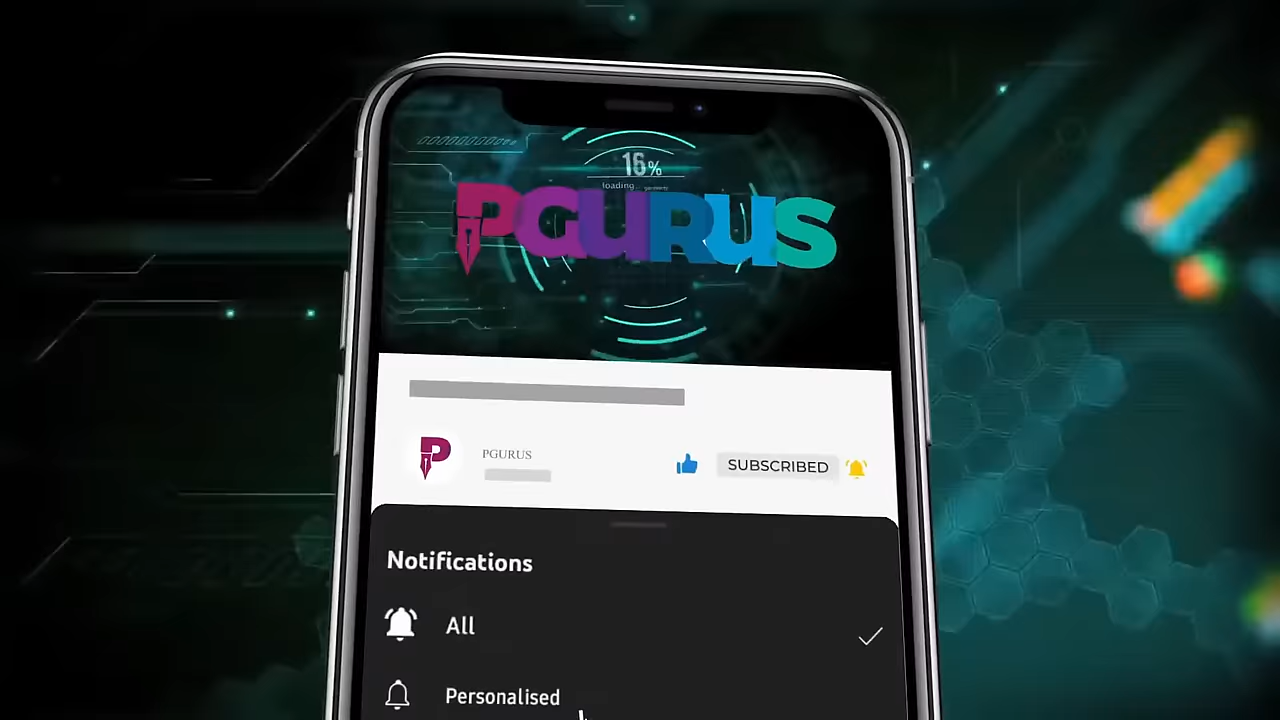 16%
loading...
PGURUS
PGURUS
SUBSCRIBED
Notifications
All
Personalised